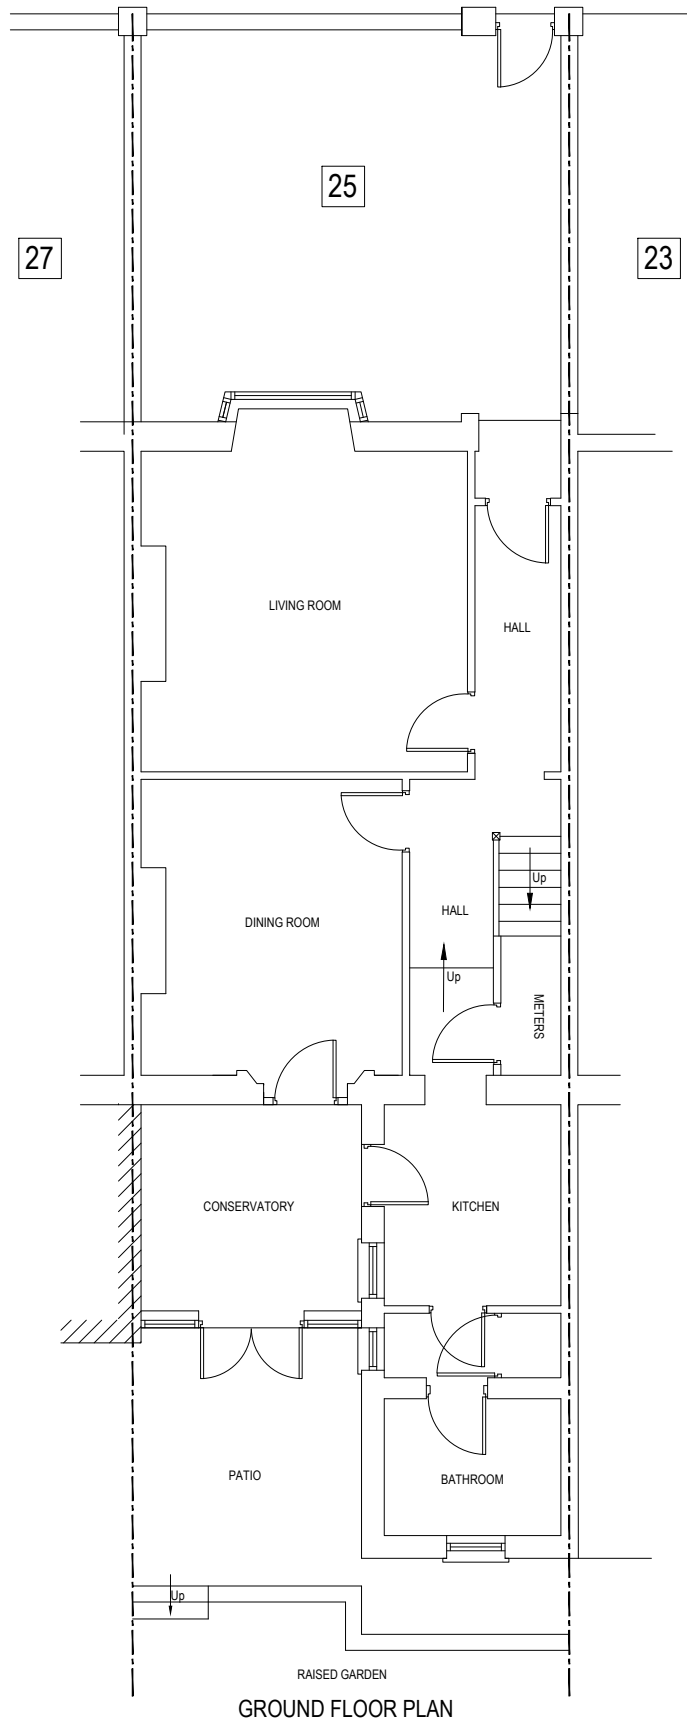 25
27
23
LIVING ROOM
HALL
Up
DINING ROOM
HALL
Up
METERS
CONSERVATORY
KITCHEN
PATIO
BATHROOM
Up
RAISED GARDEN
GROUND FLOOR PLAN